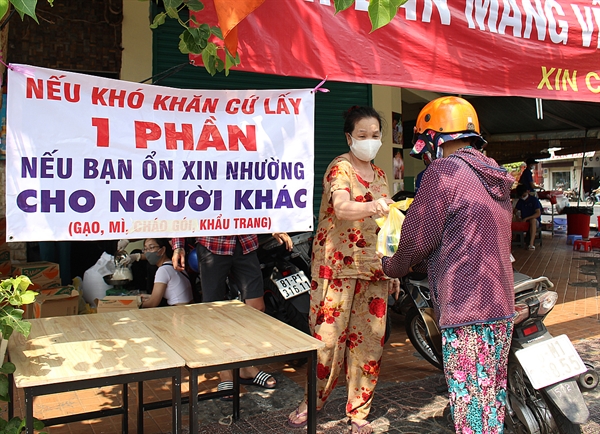 NẾU KHÓ KHĂN CỨ LẤY
1 PHẦN
NẾU BẠN ỔN XIN NHƯỜNG
CHO NGƯỜI KHÁC
(GẠO, MÌ, CHÁO GÓI, KHẨU TRANG)
MANG VỀ
XIN C